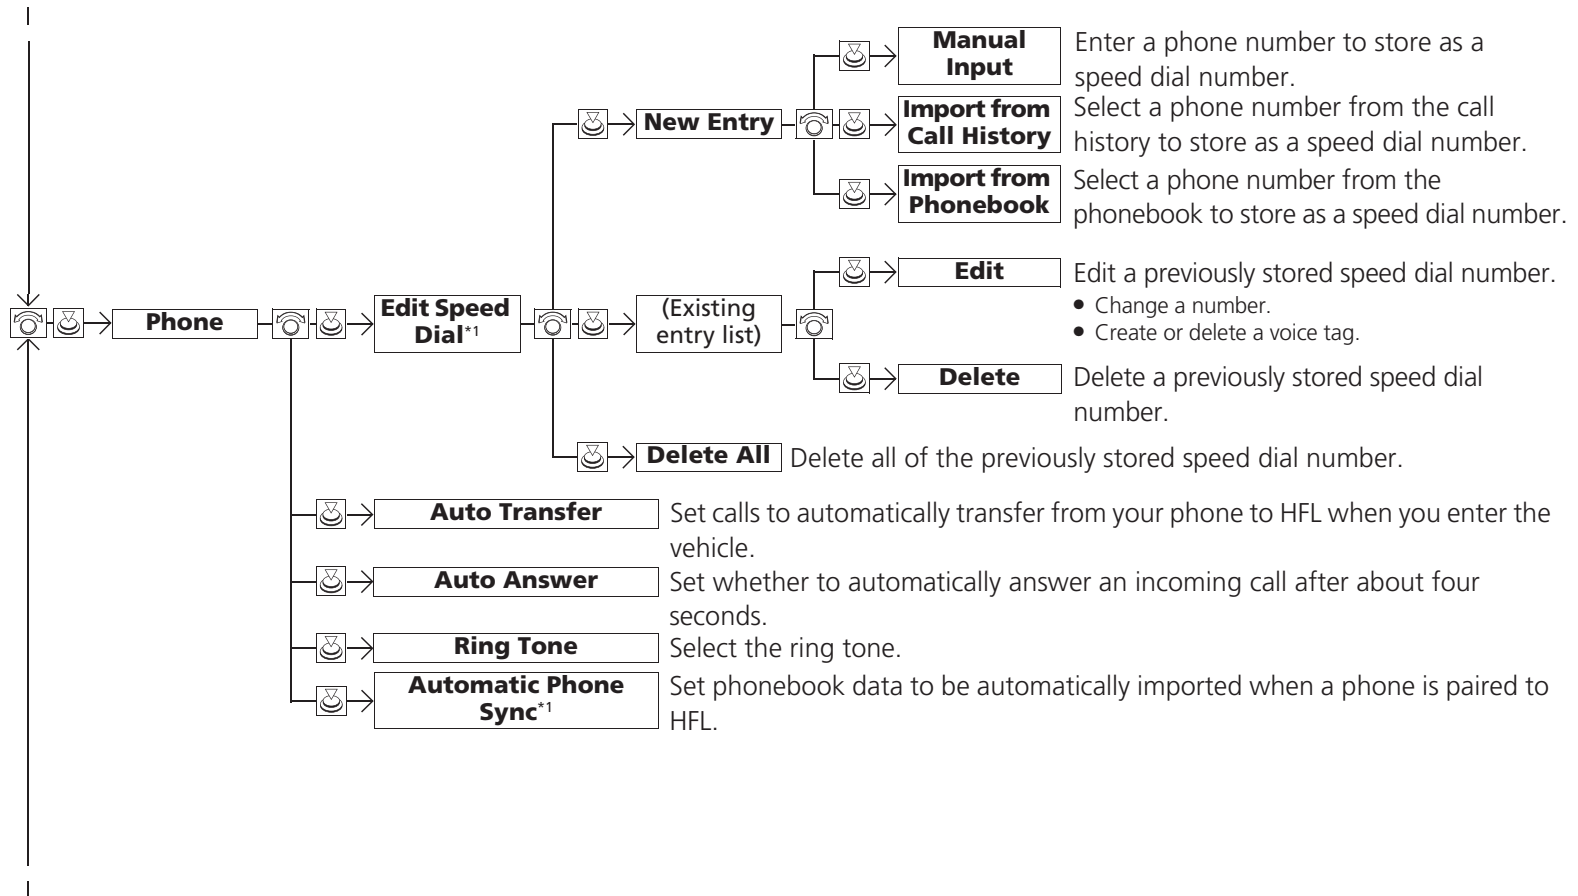 Manual
Input
Enter a phone number to store as a
speed dial number.
New Entry
Import from
Call History
Select a phone number from the call
history to store as a speed dial number.
Import from
Phonebook
Select a phone number from the
phonebook to store as a speed dial number.
Phone
Edit Speed
Dial*1
(Existing
entry list)
Edit
Edit a previously stored speed dial number.
● Change a number.
● Create or delete a voice tag.
Delete
Delete a previously stored speed dial
number.
Delete All
Delete all of the previously stored speed dial number.
Auto Transfer
Set calls to automatically transfer from your phone to HFL when you enter the
vehicle.
Auto Answer
Set whether to automatically answer an incoming call after about four
seconds.
Ring Tone
Select the ring tone.
Automatic Phone
Sync*1
Set phonebook data to be automatically imported when a phone is paired to
HFL.